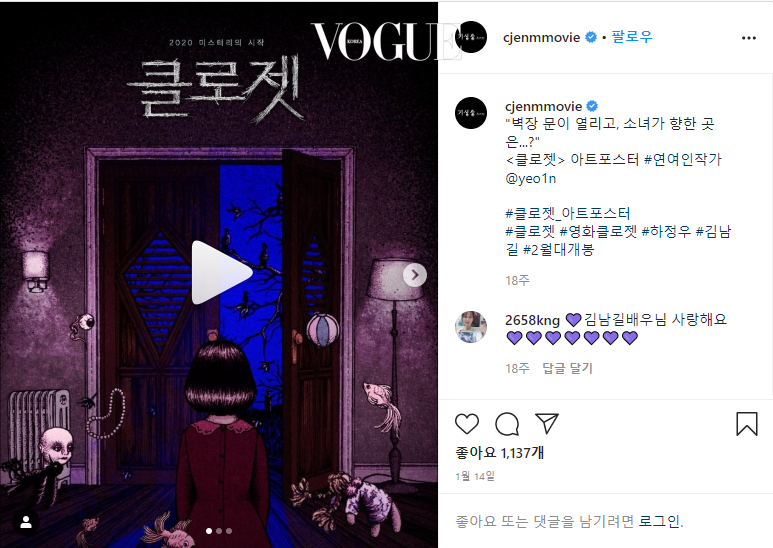 VOGUE
KOREA
2020 미스터리의 시작
클로젯
cjenmmovie • 팔로우
cjenmmovie
"벽장 문이 열리고, 소녀가 향한 곳
은...?"
<클로젯> 아트포스터 #연여인작가
@yeo1n
#클로젯_아트포스터
#클로젯 #영화클로젯 #하정우 #김남
길 #2월대개봉
18주
2658kng 💜김남길배우님 사랑해요
💜💜💜💜💜💜💜
18주 답글 달기
좋아요 1,137개
1월 14일
좋아요 또는 댓글을 남기려면 로그인.